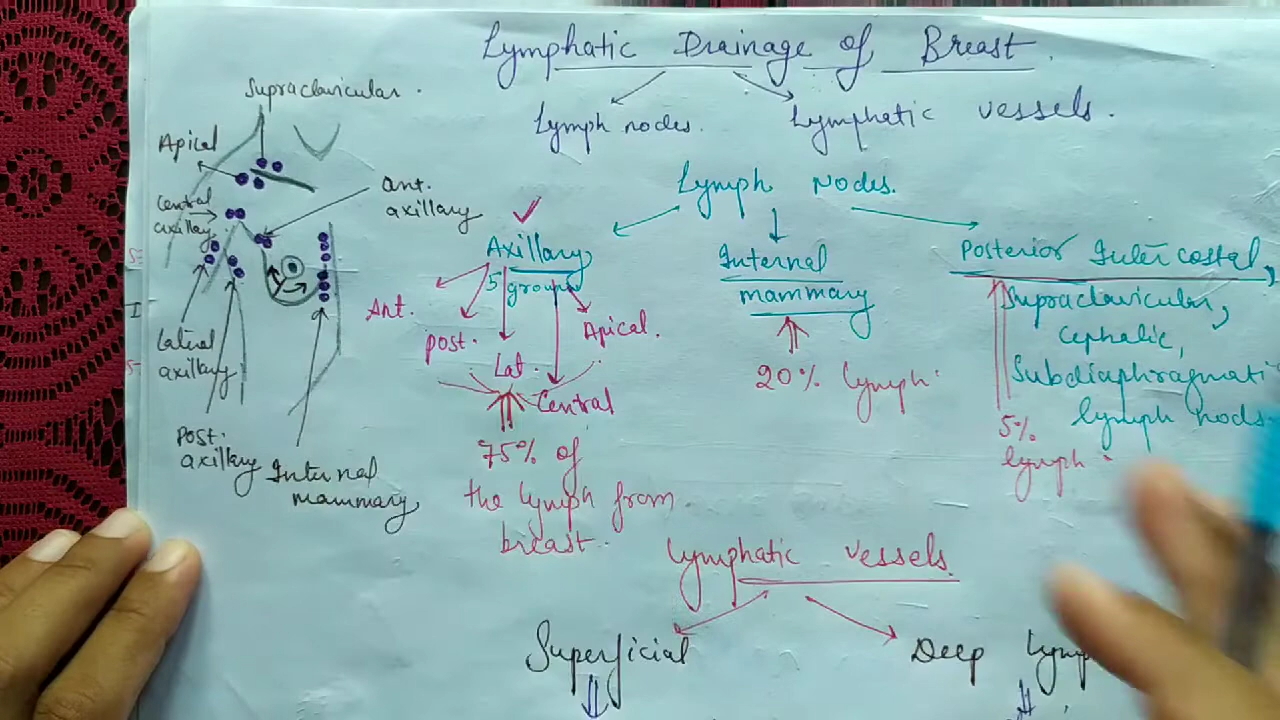 Lymphatic Drainage of Breast.
Lymph nodes.
Lymphatic vessels.
Supraclavicular.
Apical
Central
axillary
ant.
axillary
Lateral
axillary
Post.
axillary
Internal
mammary
Lymph Nodes.
Axillary
5 groups
Ant.
post.
Lat.
Central
Apical.
75% of
the lymph from
breast.
Internal
mammary
20% lymph.
Posterior Intercostal,
Supraclavicular,
Cephalic,
Subdiaphragmati
lymph nods
5%
lymph
Lymphatic vessels.
Superficial
Deep